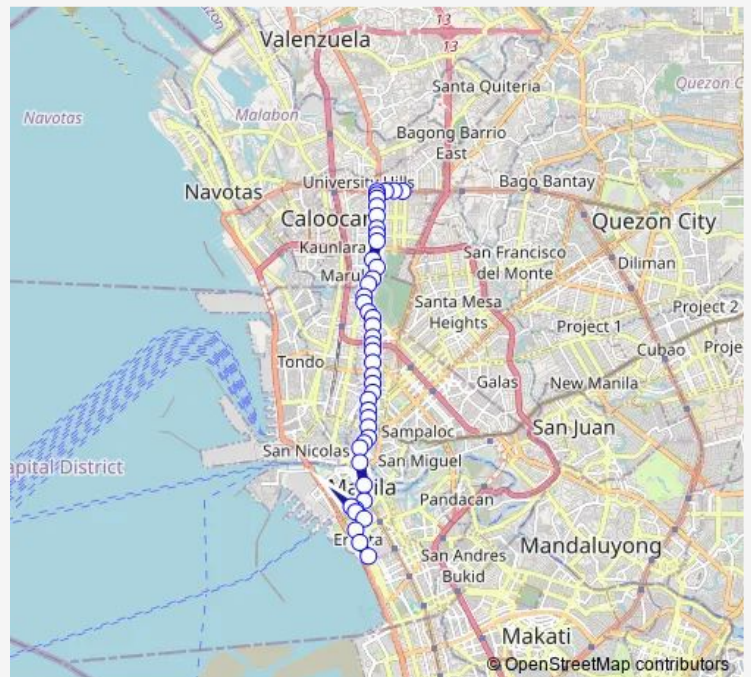 13
Valenzuela
13
Santa Quiteria
Quezon C
Navotas
Malabon
Bagong Barrio
East
University Hills
Bago Bantay
Navotas
Caloocan
Quezon City
Kaunlara
San Francisco
del Monte
Diliman
Marul
Santa Mesa
Heights
Project 2
Project 1
Cubao
Proje
Tondo
Galas
New Manila
Sampaloc
San Juan
San Nicolas
San Miguel
apital District
Manila
Pandacan
Ermita
Mandaluyong
San Andres
Bukid
Makati
© OpenStreetMap contributors